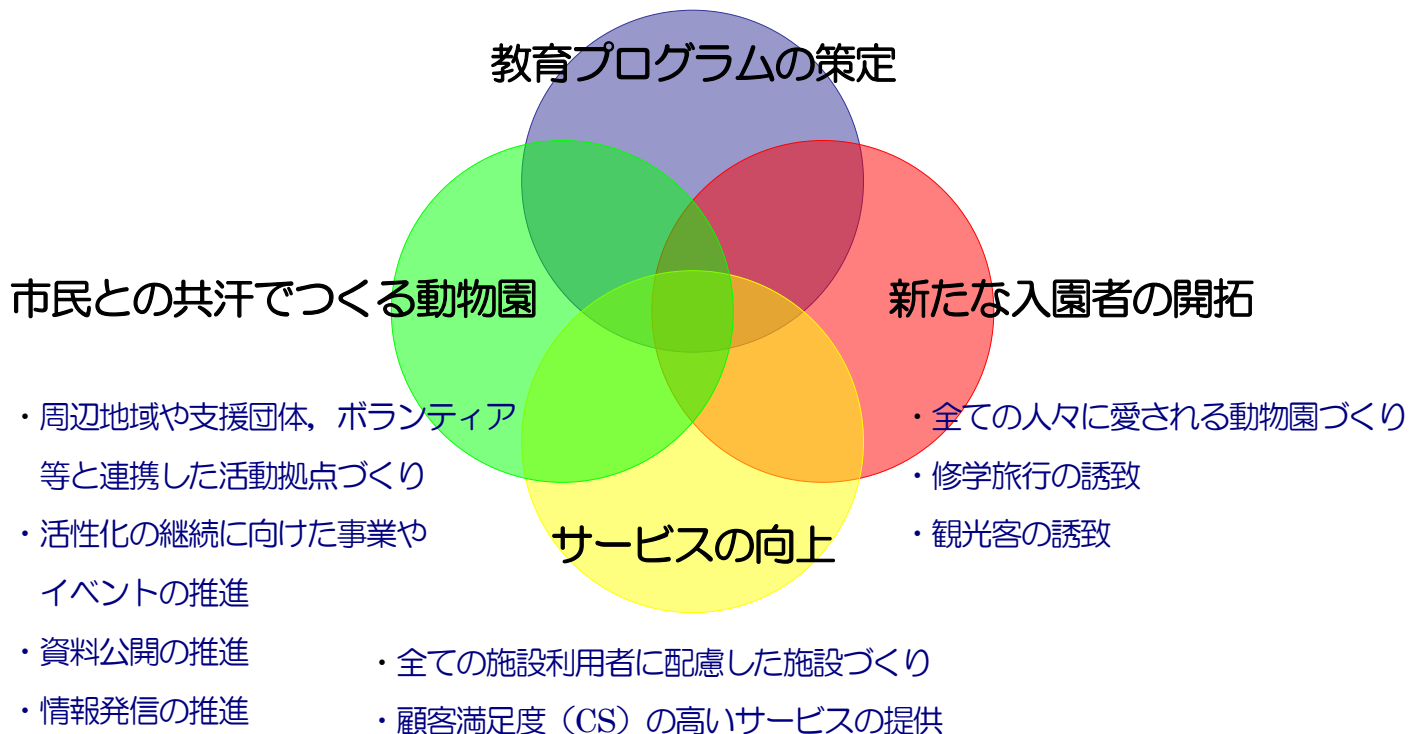 教育プログラムの策定
市民との共汗でつくる動物園
新たな入園者の開拓
・周辺地域や支援団体，ボランティア
等と連携した活動拠点づくり
・活性化の継続に向けた事業や
イベントの推進
・資料公開の推進
・情報発信の推進
・全ての人々に愛される動物園づくり
・修学旅行の誘致
・観光客の誘致
サービスの向上
・全ての施設利用者に配慮した施設づくり
・顧客満足度（CS）の高いサービスの提供